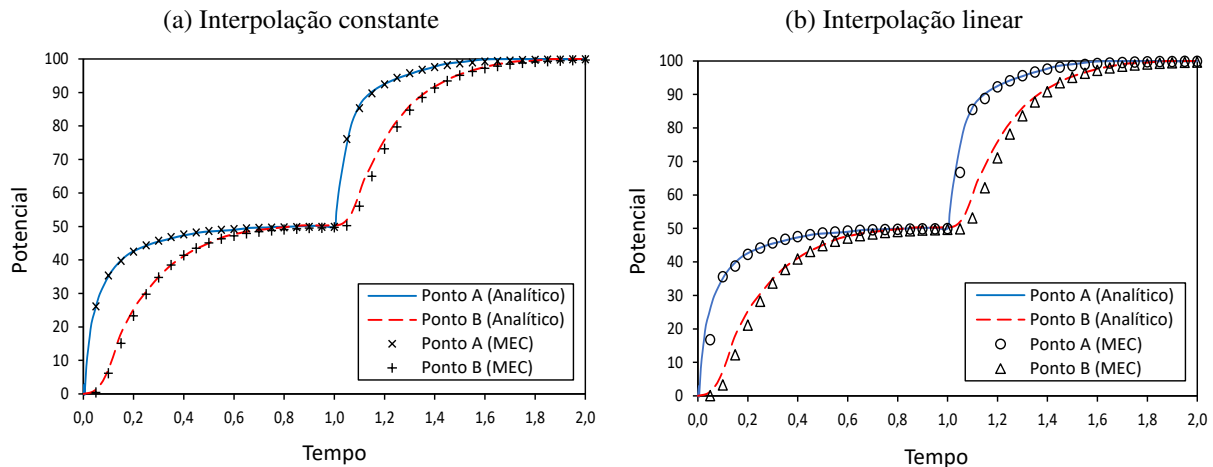 (a) Interpolação constante
100
90
80
70
60
50
40
30
20
10
0
Potencial
0,0 0,2 0,4 0,6 0,8 1,0 1,2 1,4 1,6 1,8 2,0
Tempo
Ponto A (Analítico)
Ponto B (Analítico)
Ponto A (MEC)
Ponto B (MEC)
(b) Interpolação linear
100
90
80
70
60
50
40
30
20
10
0
Potencial
0,0 0,2 0,4 0,6 0,8 1,0 1,2 1,4 1,6 1,8 2,0
Tempo
Ponto A (Analítico)
Ponto B (Analítico)
Ponto A (MEC)
Ponto B (MEC)